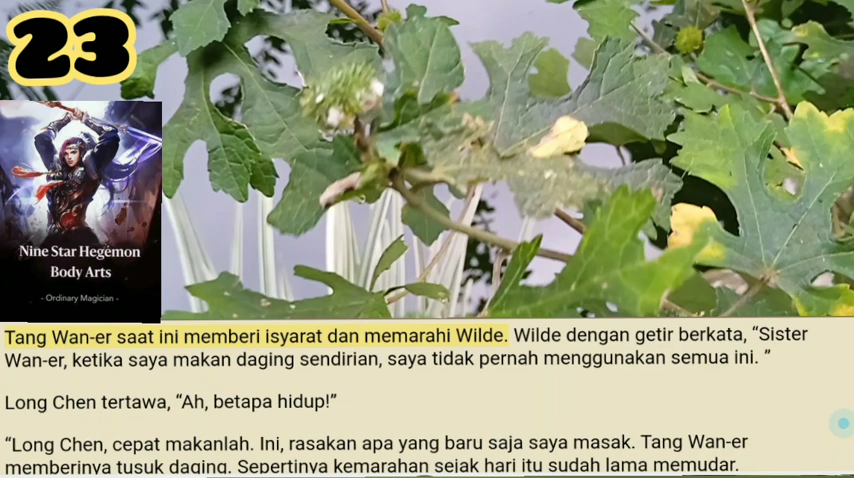 23
Nine Star Hegemon
Body Arts
- Ordinary Magician -
Tang Wan-er saat ini memberi isyarat dan memarahi Wilde. Wilde dengan getir berkata, “Sister
Wan-er, ketika saya makan daging sendirian, saya tidak pernah menggunakan semua ini. ”
Long Chen tertawa, “Ah, betapa hidup!”
“Long Chen, cepat makanlah. Ini, rasakan apa yang baru saja saya masak. Tang Wan-er
memberinya tusuk daging. Sepertinya kemarahan sejak hari itu sudah lama memudar.